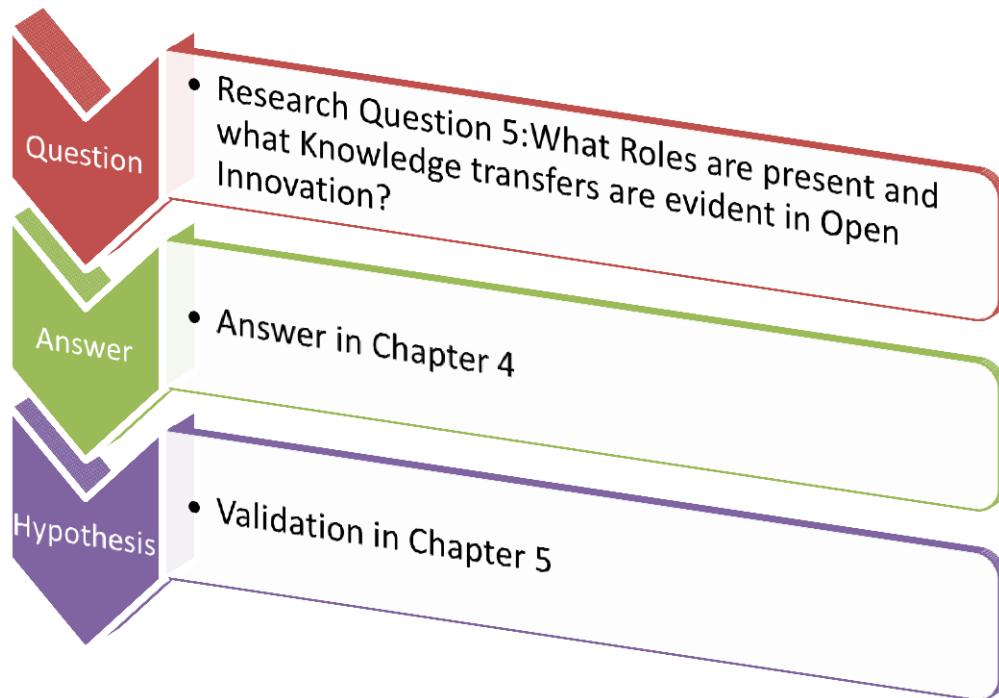 Question
• Research Question 5:What Roles are present and
what Knowledge transfers are evident in Open
Innovation?
Answer
• Answer in Chapter 4
Hypothesis
• Validation in Chapter 5